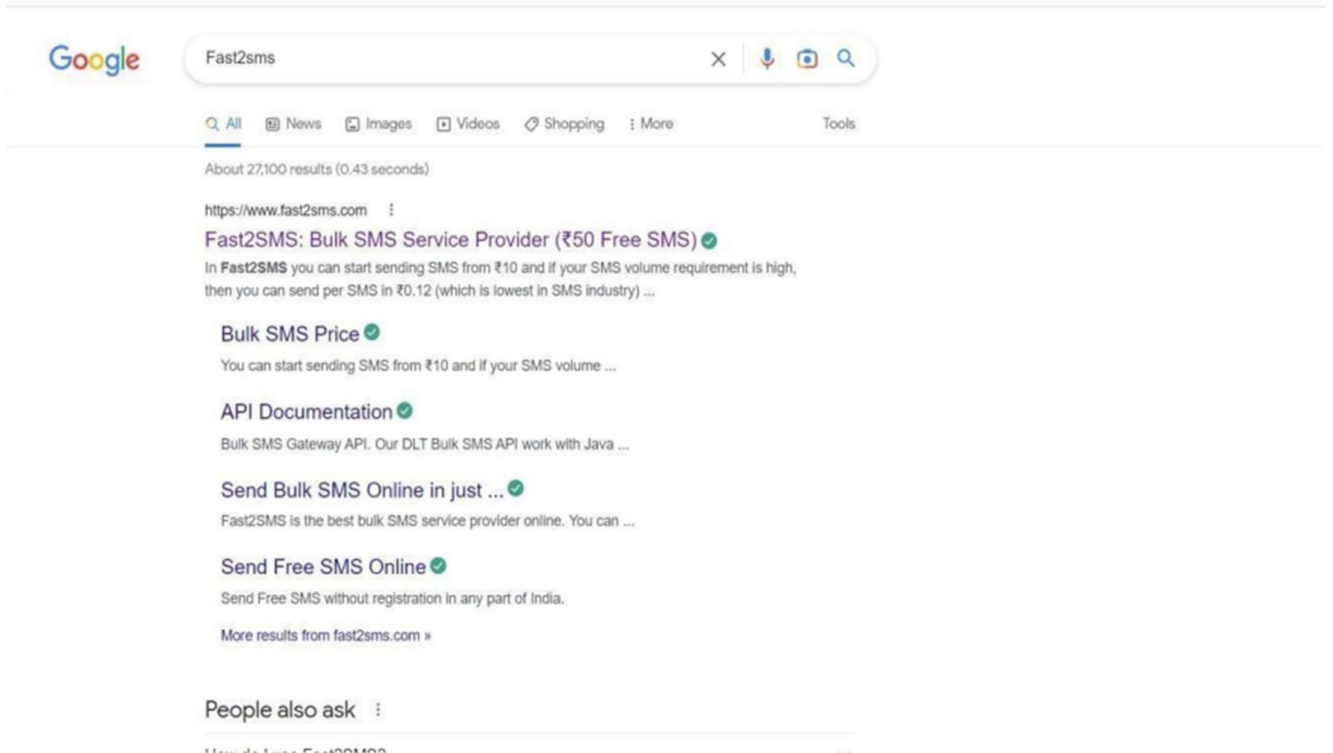 Google
Fast2sms
All News Images Videos Shopping More Tools
About 27,100 results (0.43 seconds)
https://www.fast2sms.com
Fast2SMS: Bulk SMS Service Provider (₹50 Free SMS)
In Fast2SMS you can start sending SMS from ₹10 and if your SMS volume requirement is high,
then you can send per SMS in ₹0.12 (which is lowest in SMS industry) ...
Bulk SMS Price
You can start sending SMS from ₹10 and if your SMS volume ...
API Documentation
Bulk SMS Gateway API. Our DLT Bulk SMS API work with Java ...
Send Bulk SMS Online in just ...
Fast2SMS is the best bulk SMS service provider online. You can ...
Send Free SMS Online
Send Free SMS without registration in any part of India.
More results from fast2sms.com »
People also ask
How do I use Fast2SMS?